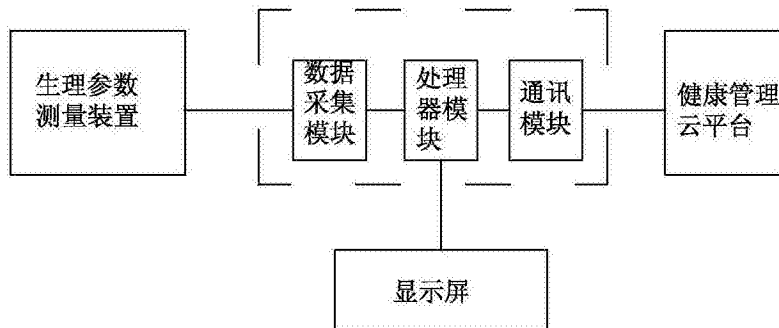 生理参数
测量装置
数据
采集
模块
处理
器模
块
通讯
模块
健康管理
云平台
显示屏